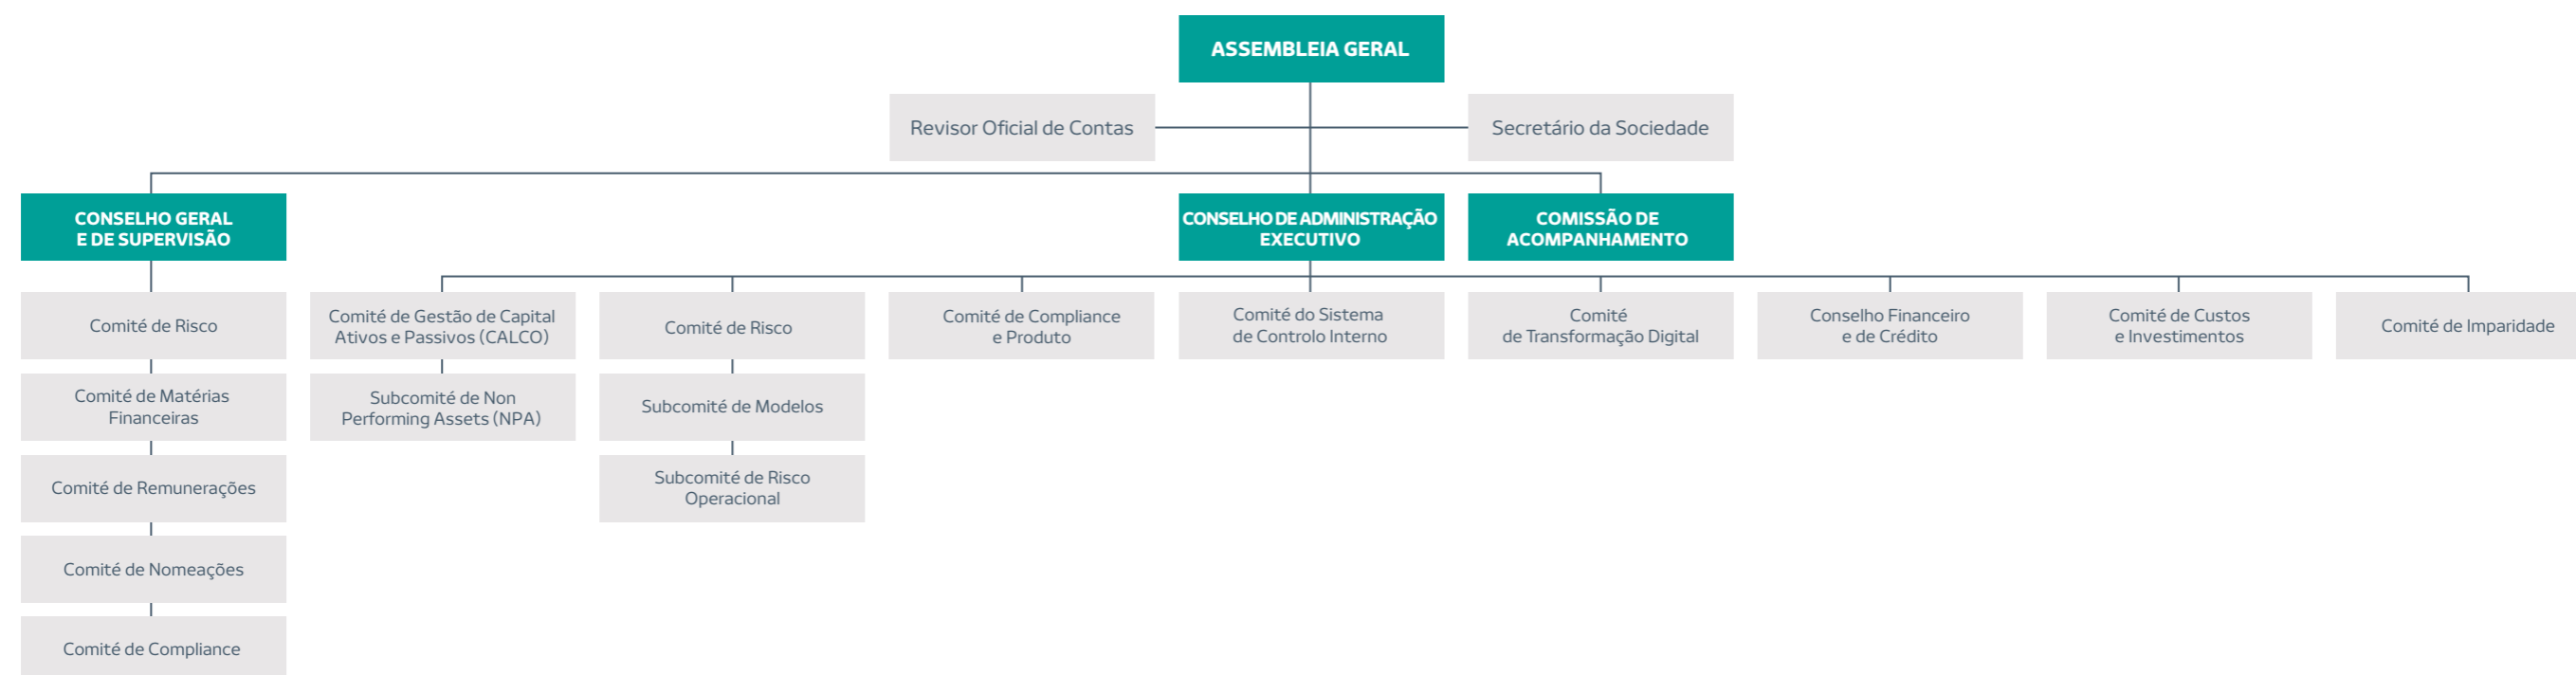 ASSEMBLEIA GERAL
Revisor Oficial de Contas
Secretário da Sociedade
CONSELHO GERAL
E DE SUPERVISÃO
CONSELHO DE ADMINISTRAÇÃO
EXECUTIVO
COMISSÃO DE
ACOMPANHAMENTO
Comité de Risco
Comité de Gestão de Capital
Ativos e Passivos (CALCO)
Comité de Risco
Comité de Compliance
e Produto
Comité do Sistema
de Controlo Interno
Comité
de Transformação Digital
Conselho Financeiro
e de Crédito
Comité de Custos
e Investimentos
Comité de Imparidade
Comité de Matérias
Financeiras
Subcomité de Non
Performing Assets (NPA)
Subcomité de Modelos
Comité de Remunerações
Subcomité de Risco
Operacional
Comité de Nomeações
Comité de Compliance